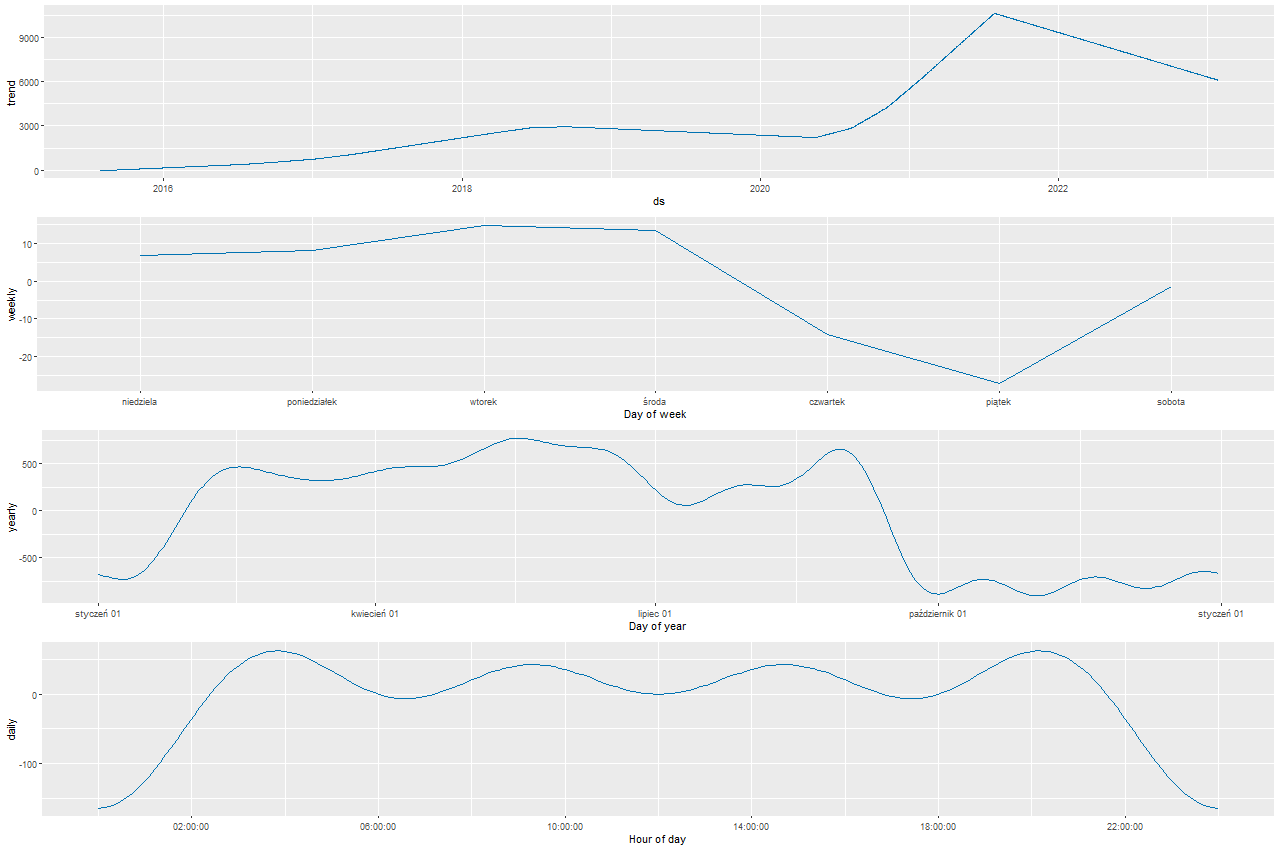 trend
9000
6000
3000
0
2016 2018 2020 2022
ds
weekly
10
0
-10
-20
niedziela poniedziałek wtorek środa czwartek piątek sobota
Day of week
yearly
500
0
-500
styczeń 01 kwiecień 01 lipiec 01 październik 01 styczeń 01
Day of year
daily
0
-100
02:00:00 06:00:00 10:00:00 14:00:00 18:00:00 22:00:00
Hour of day